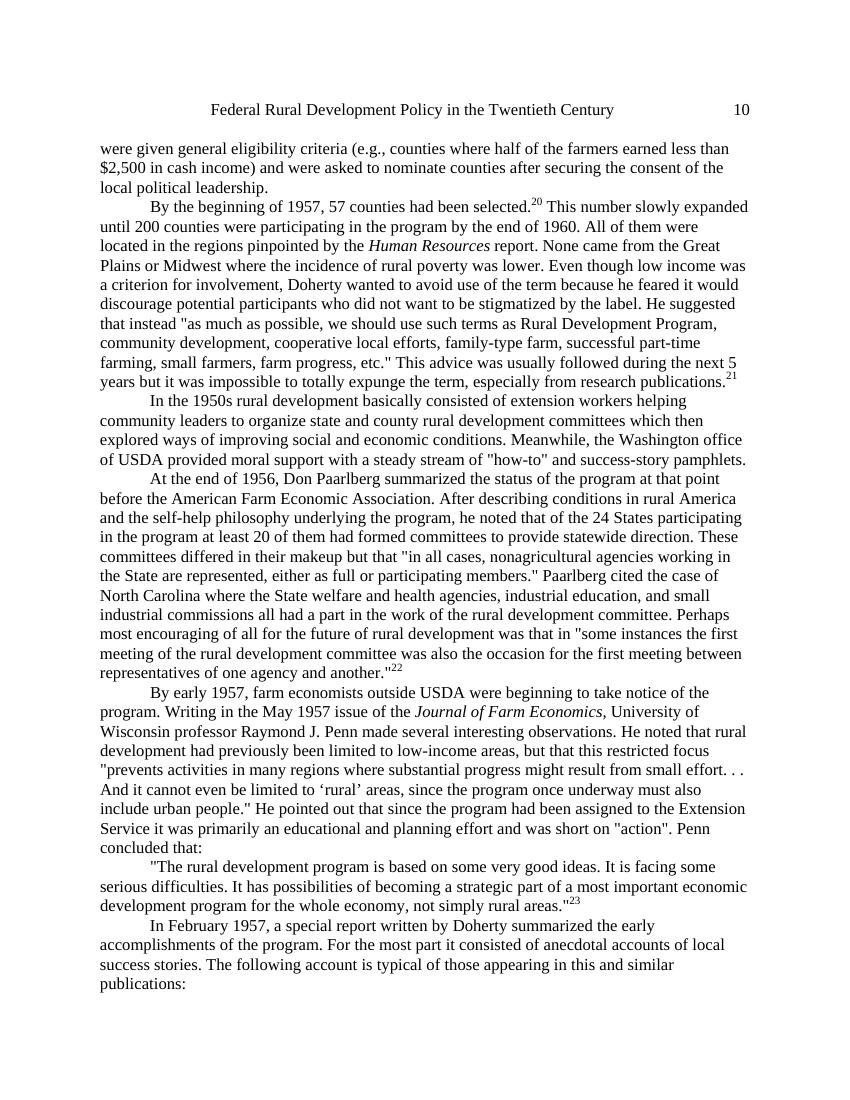 Federal Rural Development Policy in the Twentieth Century 10
were given general eligibility criteria (e.g., counties where half of the farmers earned less than
$2,500 in cash income) and were asked to nominate counties after securing the consent of the
local political leadership.
By the beginning of 1957, 57 counties had been selected.20 This number slowly expanded
until 200 counties were participating in the program by the end of 1960. All of them were
located in the regions pinpointed by the Human Resources report. None came from the Great
Plains or Midwest where the incidence of rural poverty was lower. Even though low income was
a criterion for involvement, Doherty wanted to avoid use of the term because he feared it would
discourage potential participants who did not want to be stigmatized by the label. He suggested
that instead "as much as possible, we should use such terms as Rural Development Program,
community development, cooperative local efforts, family-type farm, successful part-time
farming, small farmers, farm progress, etc." This advice was usually followed during the next 5
years but it was impossible to totally expunge the term, especially from research publications.21
In the 1950s rural development basically consisted of extension workers helping
community leaders to organize state and county rural development committees which then
explored ways of improving social and economic conditions. Meanwhile, the Washington office
of USDA provided moral support with a steady stream of "how-to" and success-story pamphlets.
At the end of 1956, Don Paarlberg summarized the status of the program at that point
before the American Farm Economic Association. After describing conditions in rural America
and the self-help philosophy underlying the program, he noted that of the 24 States participating
in the program at least 20 of them had formed committees to provide statewide direction. These
committees differed in their makeup but that "in all cases, nonagricultural agencies working in
the State are represented, either as full or participating members." Paarlberg cited the case of
North Carolina where the State welfare and health agencies, industrial education, and small
industrial commissions all had a part in the work of the rural development committee. Perhaps
most encouraging of all for the future of rural development was that in "some instances the first
meeting of the rural development committee was also the occasion for the first meeting between
representatives of one agency and another."22
By early 1957, farm economists outside USDA were beginning to take notice of the
program. Writing in the May 1957 issue of the Journal of Farm Economics, University of
Wisconsin professor Raymond J. Penn made several interesting observations. He noted that rural
development had previously been limited to low-income areas, but that this restricted focus
"prevents activities in many regions where substantial progress might result from small effort. . .
And it cannot even be limited to ‘rural’ areas, since the program once underway must also
include urban people." He pointed out that since the program had been assigned to the Extension
Service it was primarily an educational and planning effort and was short on "action". Penn
concluded that:
"The rural development program is based on some very good ideas. It is facing some
serious difficulties. It has possibilities of becoming a strategic part of a most important economic
development program for the whole economy, not simply rural areas."23
In February 1957, a special report written by Doherty summarized the early
accomplishments of the program. For the most part it consisted of anecdotal accounts of local
success stories. The following account is typical of those appearing in this and similar
publications: